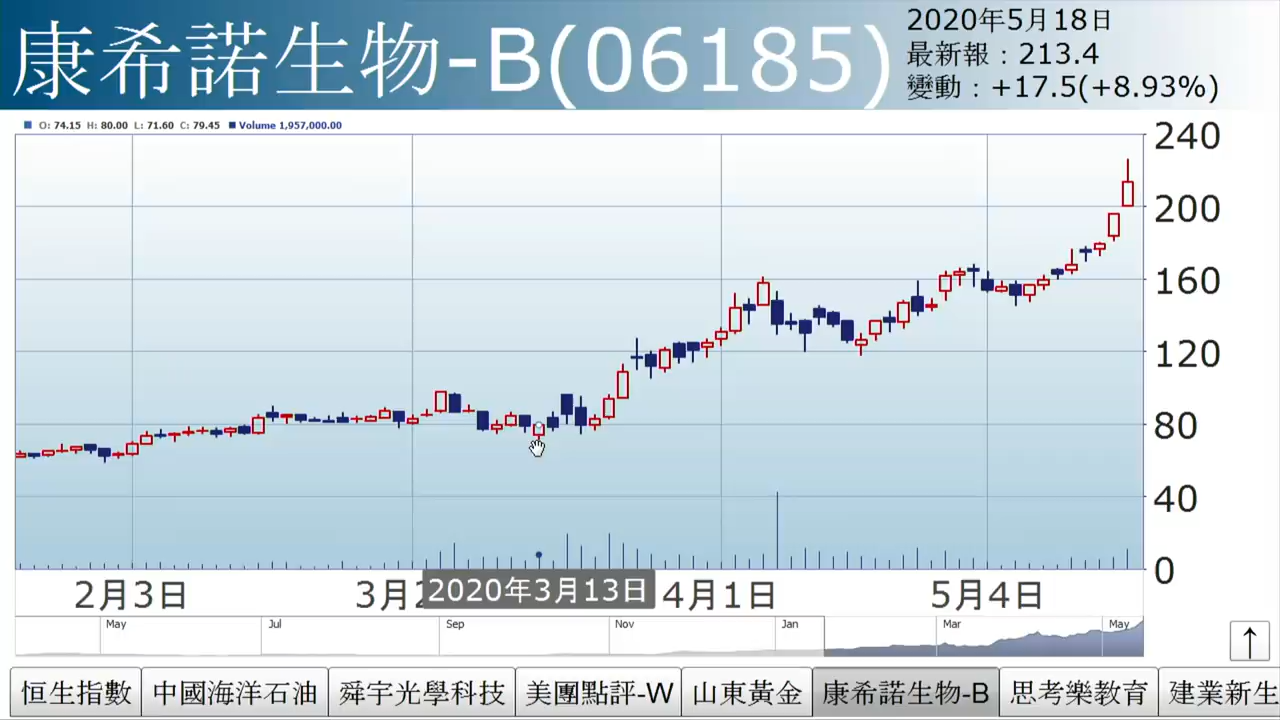 康希諾生物-B(06185)
2020年5月18日
最新報：213.4
變動：+17.5(+8.93%)
O: 74.15 H: 80.00 L: 71.60 C: 79.45 Volume 1,957,000.00
240
200
160
120
80
40
0
2月3日 3月2 2020年3月13日 4月1日 5月4日
May Jul Sep Nov Jan Mar May
↑
恒生指數 中國海洋石油 舜宇光學科技 美團點評-W 山東黃金 康希諾生物-B 思考樂教育 建業新生